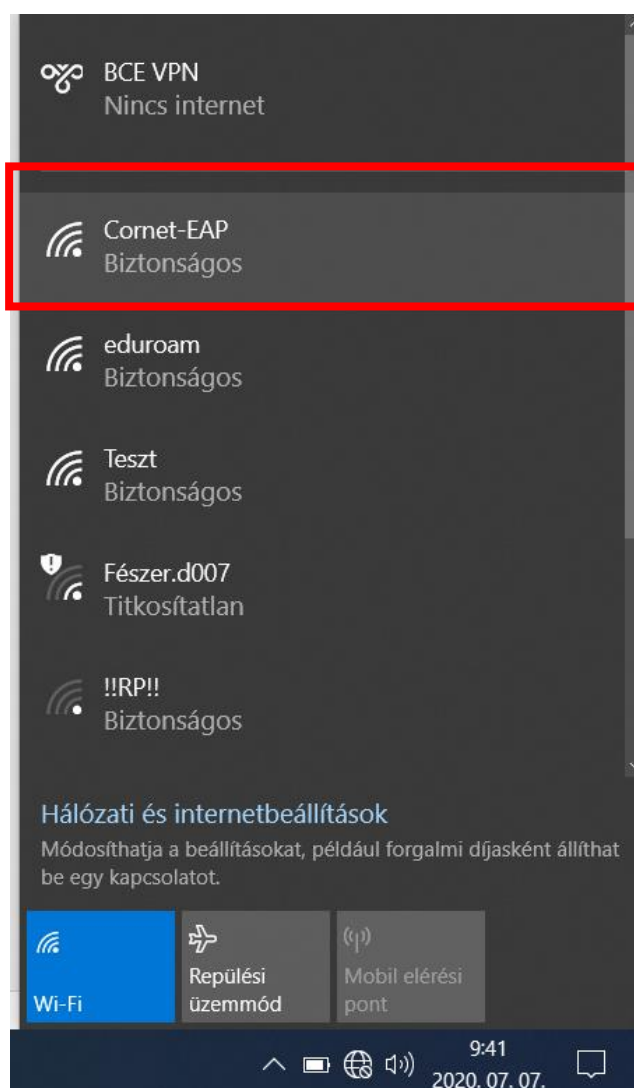 BCE VPN
Nincs internet
Cornet-EAP
Biztonságos
eduroam
Biztonságos
Teszt
Biztonságos
Fészer.d007
Titkosítatlan
!!RP!!
Biztonságos
Hálózati és internetbeállítások
Módosíthatja a beállításokat, például forgalmi díjasként állíthat
be egy kapcsolatot.
Wi-Fi
Repülési
üzemmód
Mobil elérési
pont
9:41
2020. 07. 07.